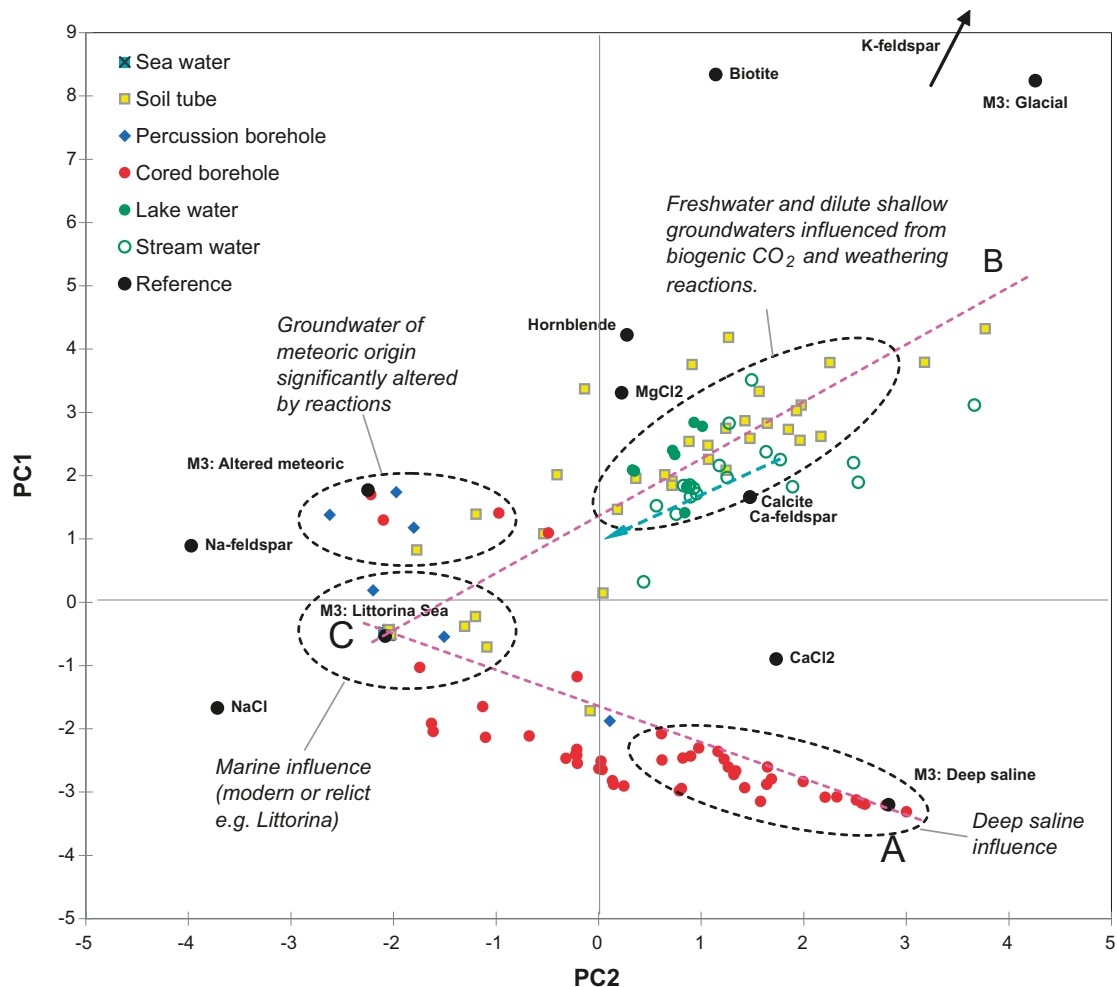 K-feldspar
Biotite
M3: Glacial
Sea water
Soil tube
Percussion borehole
Cored borehole
Lake water
Stream water
Reference
Freshwater and dilute shallow
groundwaters influenced from
biogenic CO2 and weathering
reactions.
B
Hornblende
MgCl2
Groundwater of
meteoric origin
significantly altered
by reactions
M3: Altered meteoric
Calcite
Ca-feldspar
Na-feldspar
M3: Littorina Sea
C
CaCl2
NaCl
Marine influence
(modern or relict
e.g. Littorina)
M3: Deep saline
A
Deep saline
influence
PC1
9
8
7
6
5
4
3
2
1
0
-1
-2
-3
-4
-5
-5
-4
-3
-2
-1
0
1
2
3
4
5
PC2